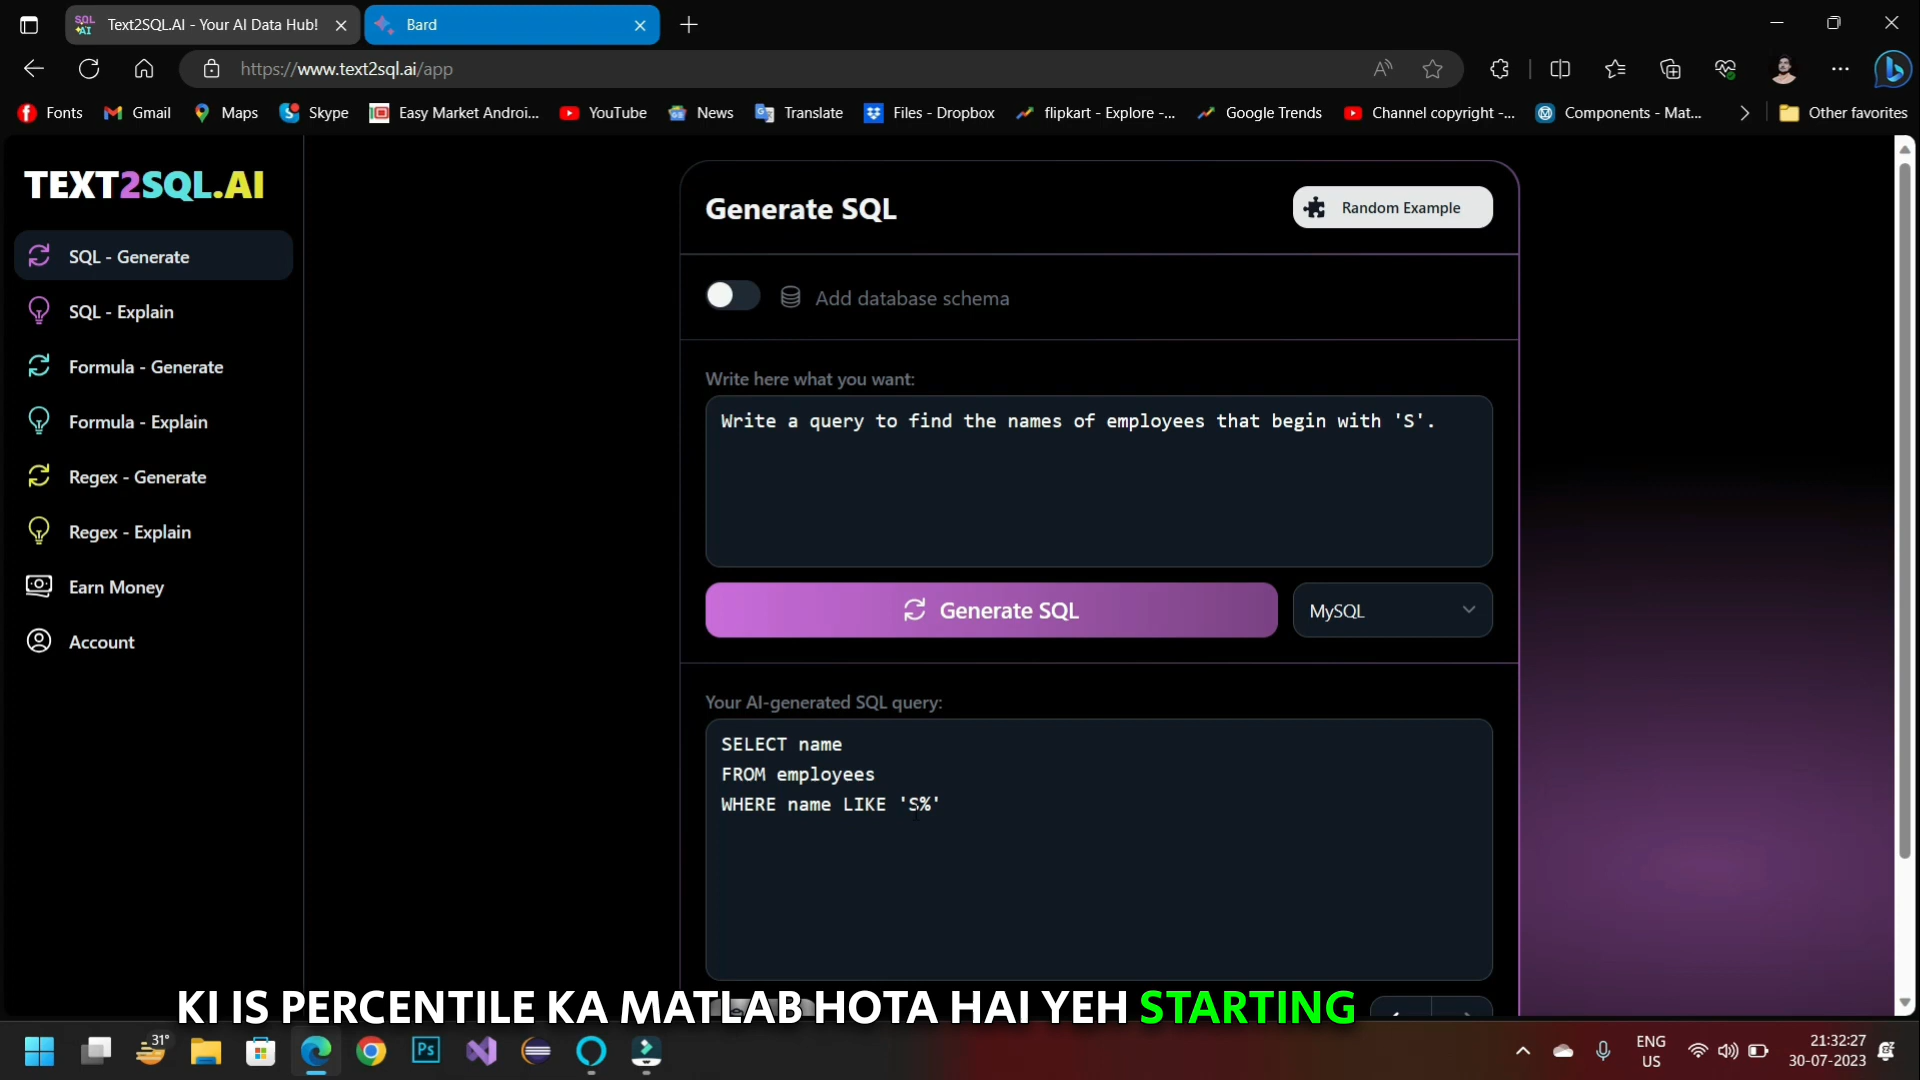 Text2SQL.AI - Your AI Data Hub!
Bard
https://www.text2sql.ai/app
Fonts
Gmail
Maps
Skype
Easy Market Androi...
YouTube
News
Translate
Files - Dropbox
flipkart - Explore -...
Google Trends
Channel copyright -...
Components - Mat...
Other favorites
TEXT2SQL.AI
SQL - Generate
SQL - Explain
Formula - Generate
Formula - Explain
Regex - Generate
Regex - Explain
Earn Money
Account
Generate SQL
Random Example
Add database schema
Write here what you want:
Write a query to find the names of employees that begin with 'S'.
Generate SQL
MySQL
Your AI-generated SQL query:
SELECT name
FROM employees
WHERE name LIKE 'S%'
KI IS PERCENTILE KA MATLAB HOTA HAI YEH STARTING
31°
Ps
ENG
US
21:32:27
30-07-2023